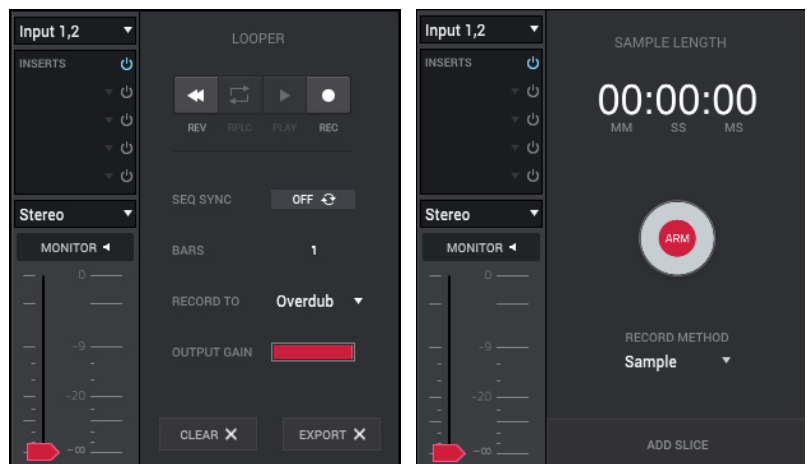 Input 1,2
INSERTS
Stereo
MONITOR
0
-9
-20
-∞
LOOPER
REV RPLC PLAY REC
SEQ SYNC OFF
BARS 1
RECORD TO Overdub
OUTPUT GAIN
CLEAR EXPORT
Input 1,2
INSERTS
Stereo
MONITOR
0
-9
-20
-∞
SAMPLE LENGTH
00:00:00
MM SS MS
ARM
RECORD METHOD
Sample
ADD SLICE